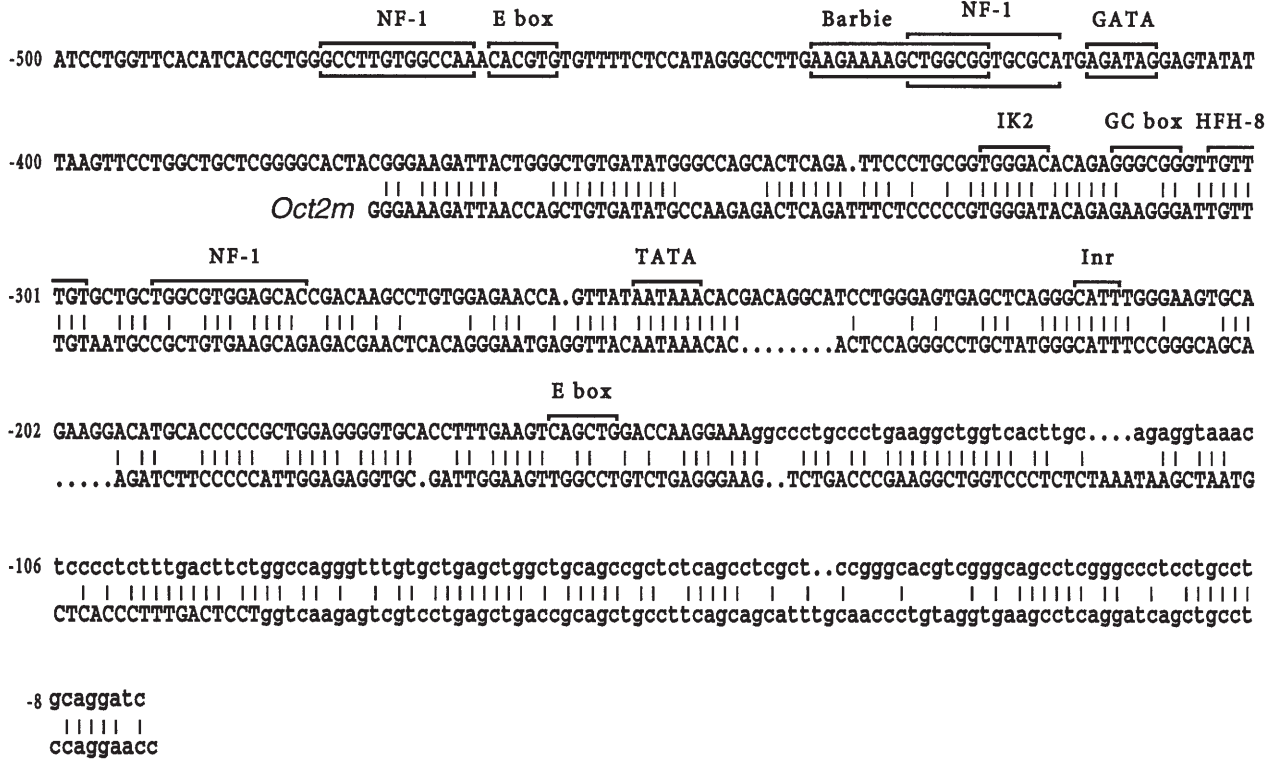 NF-1 E box Barbie NF-1 GATA
-500 ATCCTGGTTCACATCACGCTGGGCCTTGTGGCCAAACACGTGTGTTTTCTCCATAGGGCCTTGAAGAAAAGCTGGCGGTGCGCATGAGATAGGAGTATAT
IK2 GC box HFH-8
-400 TAAGTTCCTGGCTGCTCGGGGCACTACGGGAAGATTACTGGGCTGTGATATGGGCCAGCACTCAGA.TTCCCTGCGGTGGGACACAGAGGGCGGGTTGTT
Oct2m GGGAAAGATTAACCAGCTGTGATATGCCAAGAGACTCAGATTTCTCCCCCGTGGGATACAGAGAAGGGATTGTT
NF-1 TATA Inr
-301 TGTGCTGCTGGCGTGGAGCACCGACAAGCCTGTGGAGAACCA.GTTATAATAAACACGACAGGCATCCTGGGAGTGAGCTCAGGGCATTTGGGAAGTGCA
TGTAATGCCGCTGTGAAGCAGAGACGAACTCACAGGGAATGAGGTTACAATAAACAC........ACTCCAGGGCCTGCTATGGGCATTTCCGGGCAGCA
E box
-202 GAAGGACATGCACCCCCGCTGGAGGGGTGCACCTTTGAAGTCAGCTGGACCAAGGAAAggccctgccctgaaggctggtcacttgc....agaggtaaac
.....AGATCTTCCCCCATTGGAGAGGTGC.GATTGGAAGTTGGCCTGTCTGAGGGAAG..TCTGACCCGAAGGCTGGTCCCTCTCTAAATAAGCTAATG
-106 tcccctctttgacttctggccagggtttgtgctgagctggctgcagccgctctcagcctcgct..ccgggcacgtcgggcagcctcgggccctcctgcct
CTCACCCTTTGACTCCTggtcaagagtcgtcctgagctgaccgcagctgccttcagcagcatttgcaaccctgtaggtgaagcctcaggatcagctgcct
-8 gcaggatc
ccaggaacc